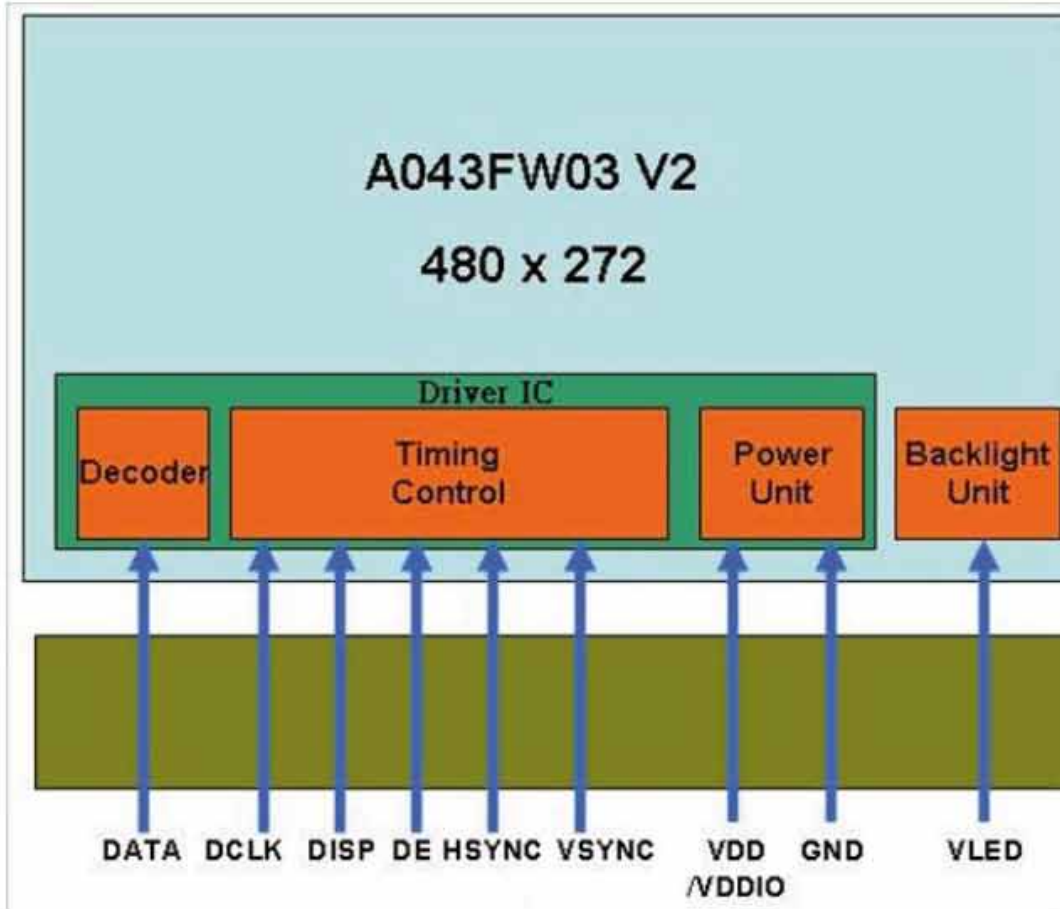 A043FW03 V2
480 x 272
Driver IC
Decoder
Timing
Control
Power
Unit
Backlight
Unit
DATA
DCLK
DISP
DE
HSYNC
VSYNC
VDD
/VDDIO
GND
VLED